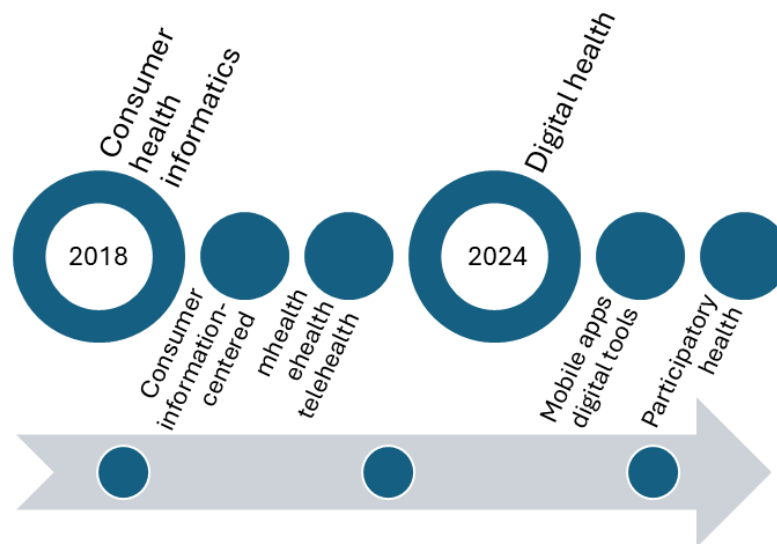 Consumer
health
informatics
2018
Consumer
information-
centered
mhealth
ehealth
telehealth
Digital health
2024
Mobile apps
digital tools
Participatory
health